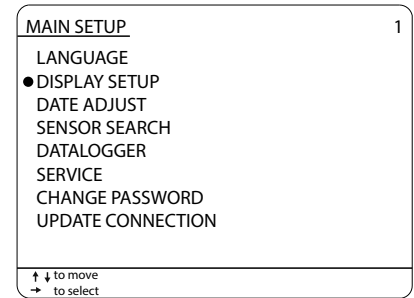 MAIN SETUP 1
LANGUAGE
●DISPLAY SETUP
DATE ADJUST
SENSOR SEARCH
DATALOGGER
SERVICE
CHANGE PASSWORD
UPDATE CONNECTION
↑ ↓ to move
→ to select